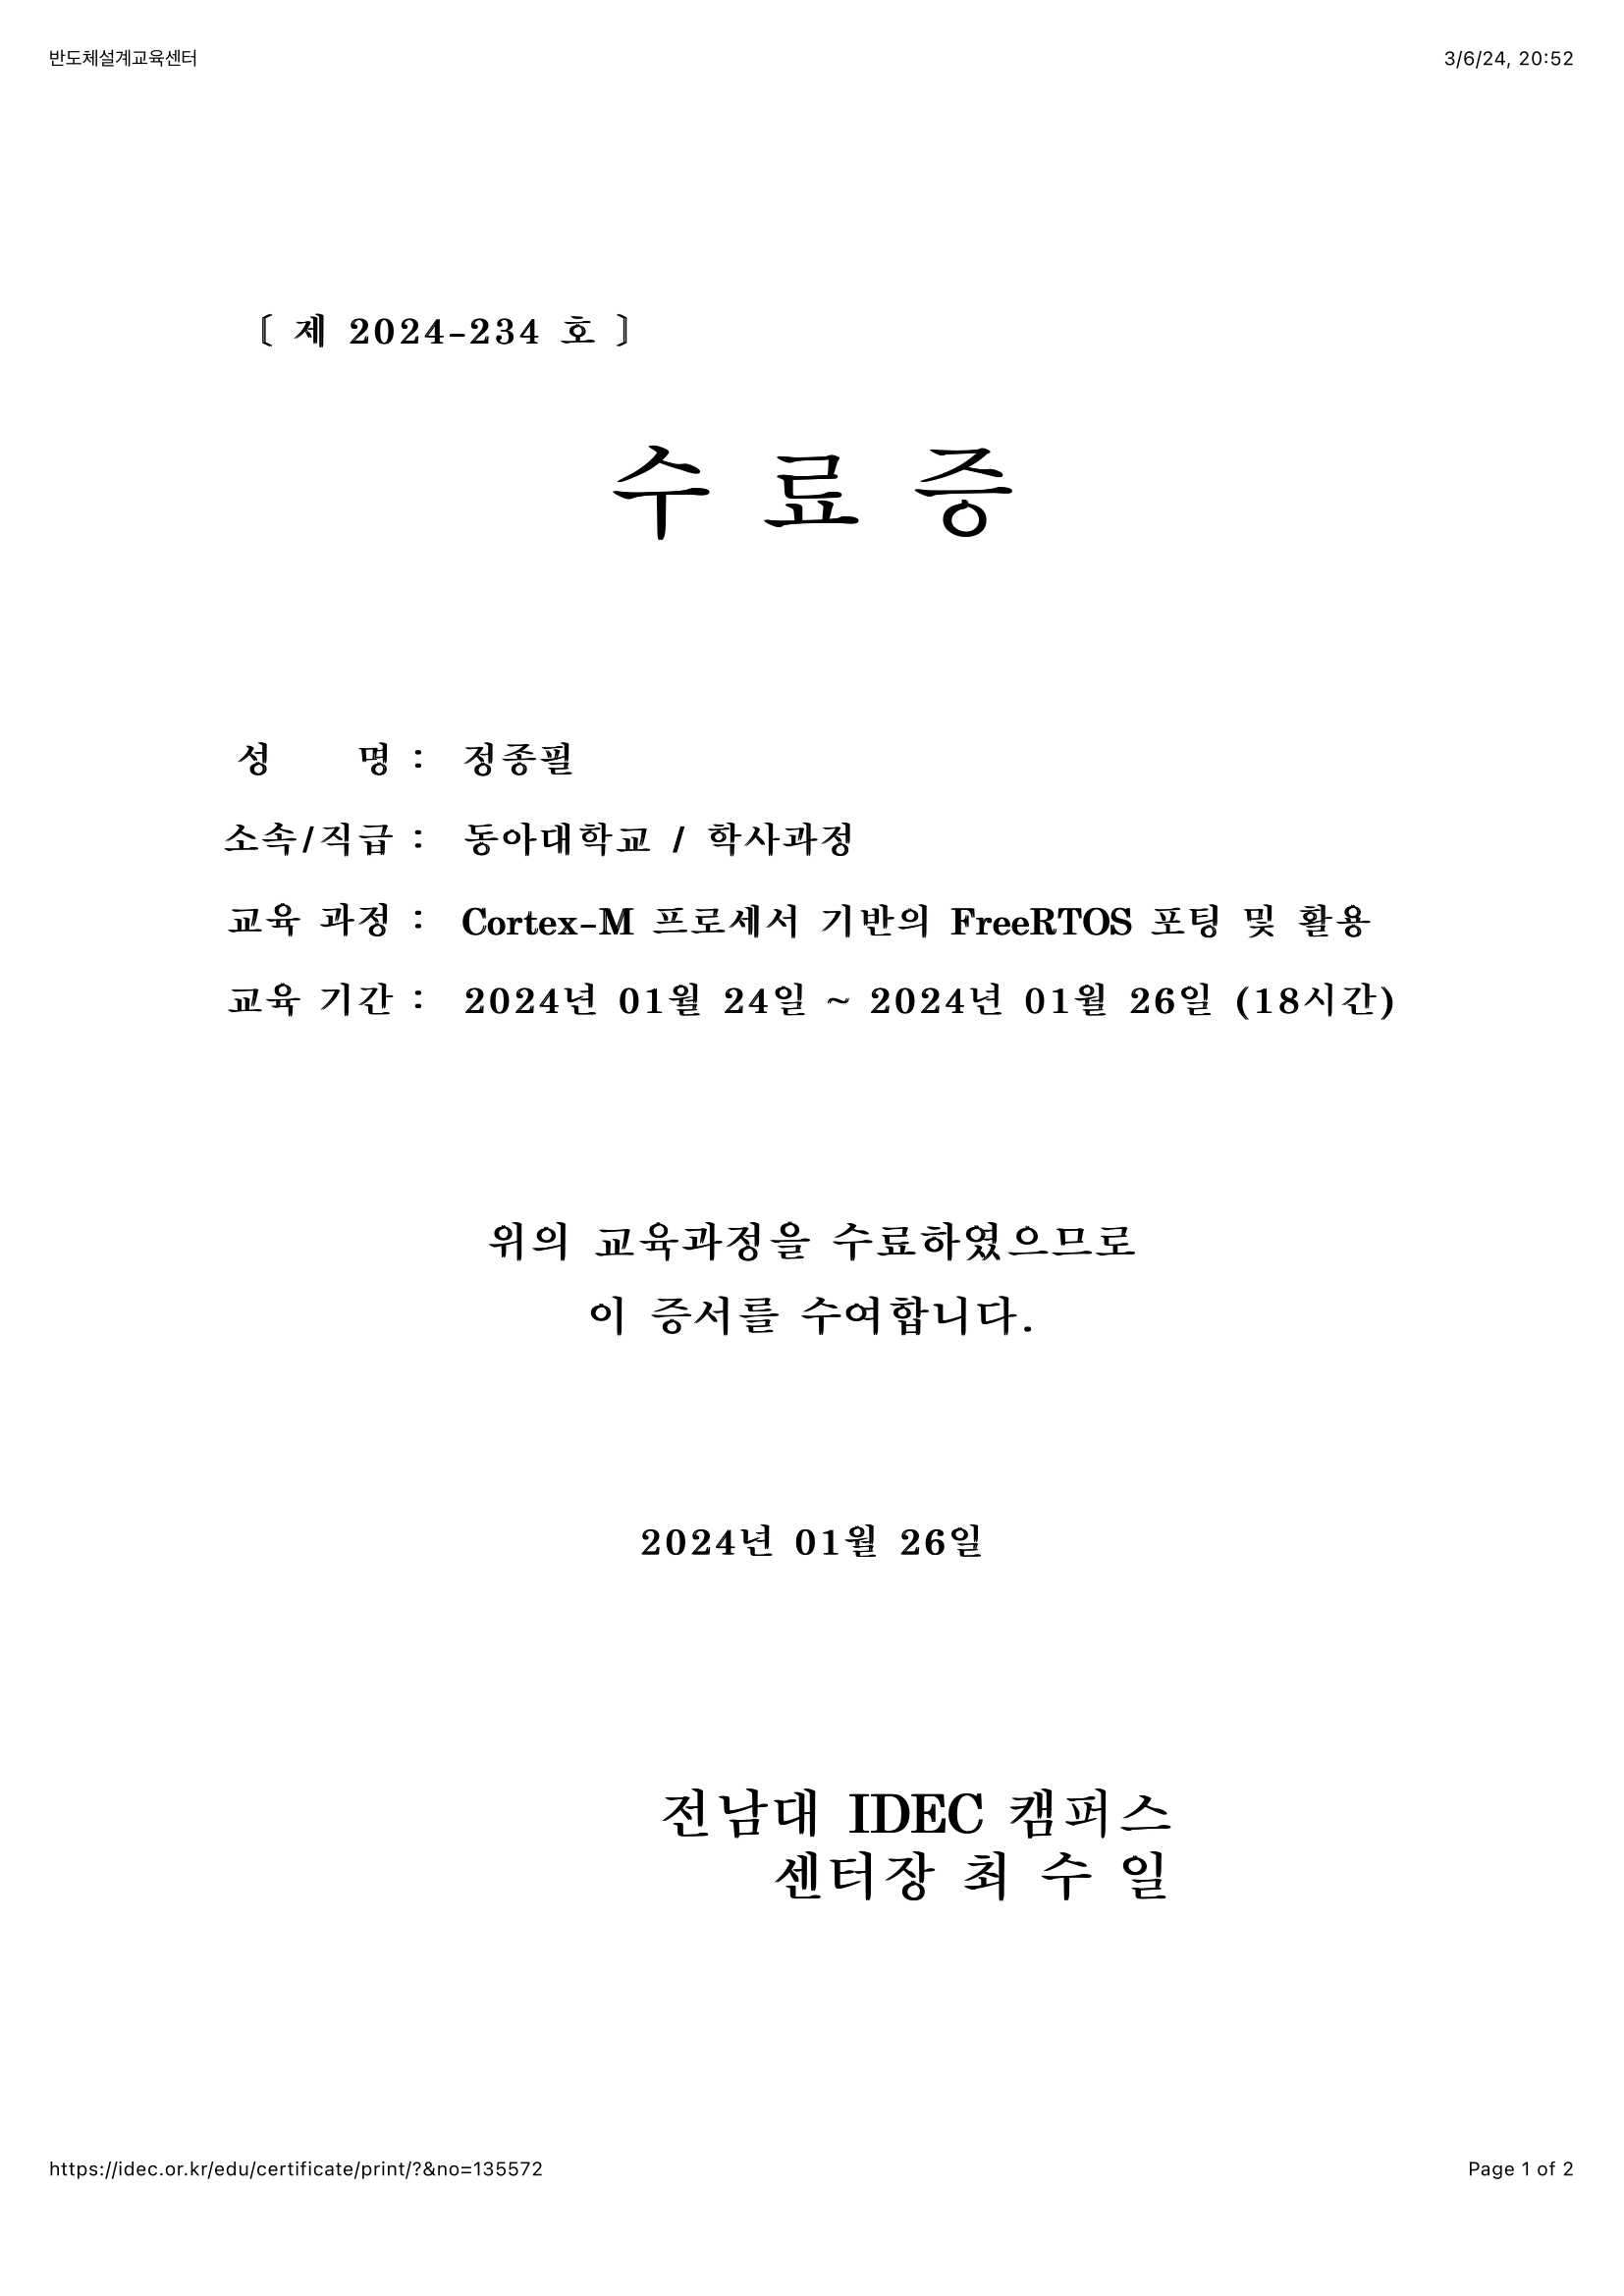 반도체설계교육센터
3/6/24, 20:52
〔 제 2024-234 호 〕
수 료 증
성 명 : 정종필
소속/직급 : 동아대학교 / 학사과정
교육 과정 : Cortex-M 프로세서 기반의 FreeRTOS 포팅 및 활용
교육 기간 : 2024년 01월 24일 ~ 2024년 01월 26일 (18시간)
위의 교육과정을 수료하였으므로
이 증서를 수여합니다.
2024년 01월 26일
전남대 IDEC 캠퍼스
센터장 최 수 일
https://idec.or.kr/edu/certificate/print/?&no=135572
Page 1 of 2